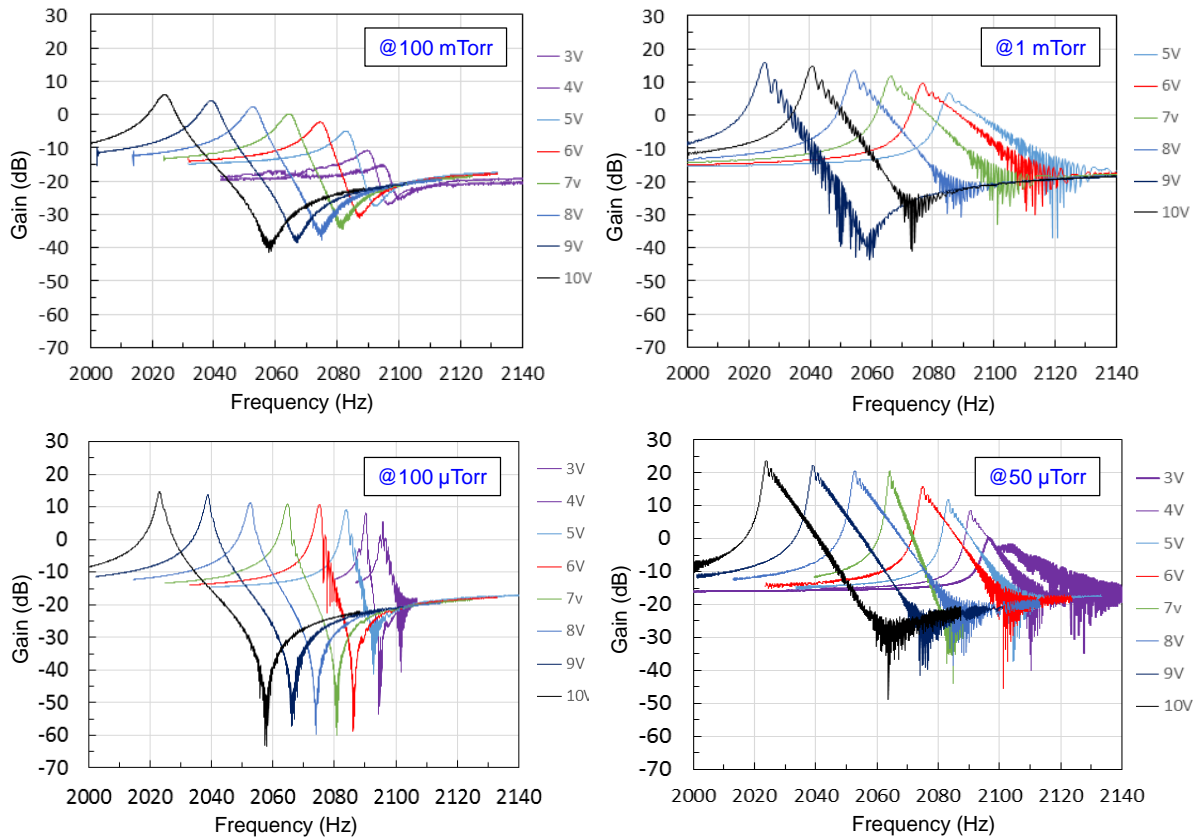 @100 mTorr
Gain (dB)
30
20
10
0
-10
-20
-30
-40
-50
-60
-70
2000 2020 2040 2060 2080 2100 2120 2140
Frequency (Hz)
3V
4V
5V
6V
7v
8V
9V
10V
@1 mTorr
Gain (dB)
30
20
10
0
-10
-20
-30
-40
-50
-60
-70
2000 2020 2040 2060 2080 2100 2120 2140
Frequency (Hz)
5V
6V
7v
8V
9V
10V
@100 µTorr
Gain (dB)
30
20
10
0
-10
-20
-30
-40
-50
-60
-70
2000 2020 2040 2060 2080 2100 2120 2140
Frequency (Hz)
3V
4V
5V
6V
7v
8V
9V
10V
@50 µTorr
Gain (dB)
30
20
10
0
-10
-20
-30
-40
-50
-60
-70
2000 2020 2040 2060 2080 2100 2120 2140
Frequency (Hz)
3V
4V
5V
6V
7v
8V
9V
10V